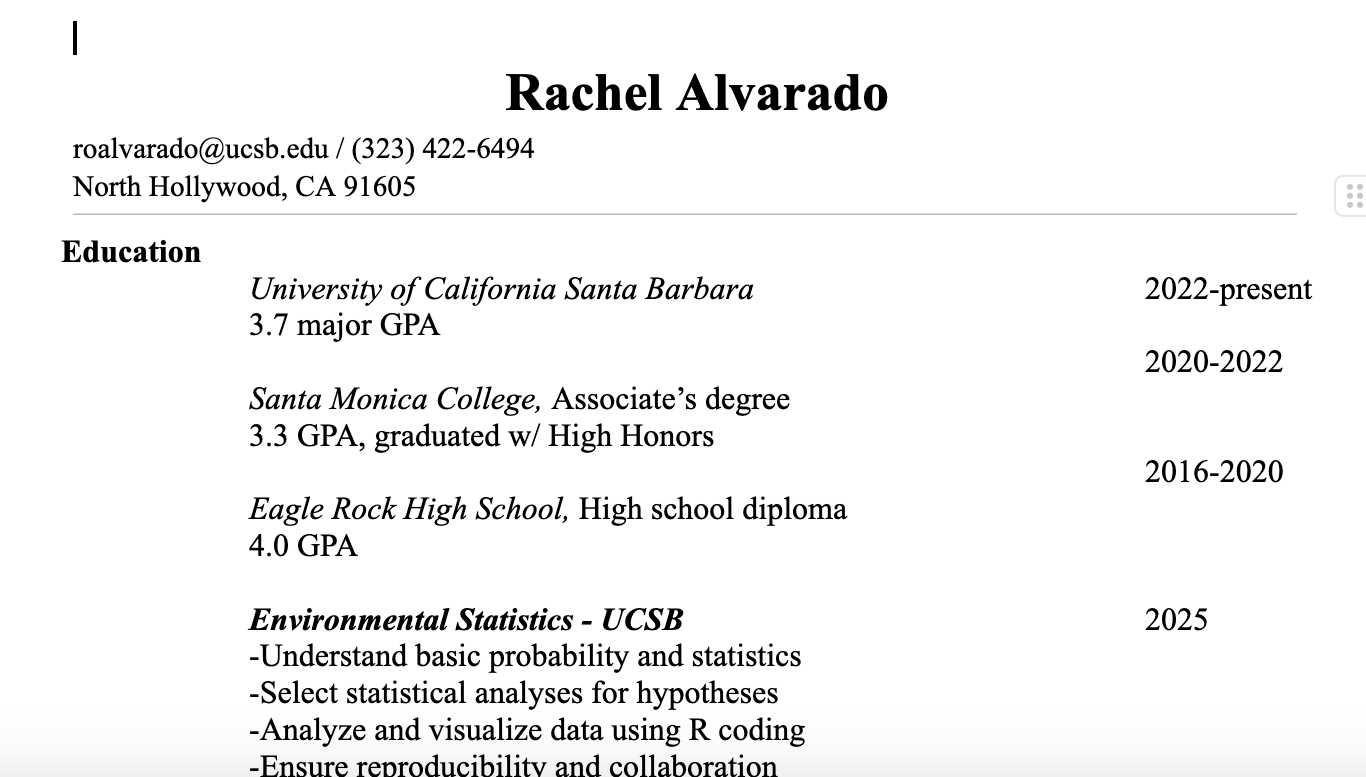 Rachel Alvarado
roalvarado@ucsb.edu / (323) 422-6494
North Hollywood, CA 91605
Education
University of California Santa Barbara 2022-present
3.7 major GPA
2020-2022
Santa Monica College, Associate’s degree
3.3 GPA, graduated w/ High Honors
2016-2020
Eagle Rock High School, High school diploma
4.0 GPA
Environmental Statistics - UCSB 2025
-Understand basic probability and statistics
-Select statistical analyses for hypotheses
-Analyze and visualize data using R coding
-Ensure reproducibility and collaboration